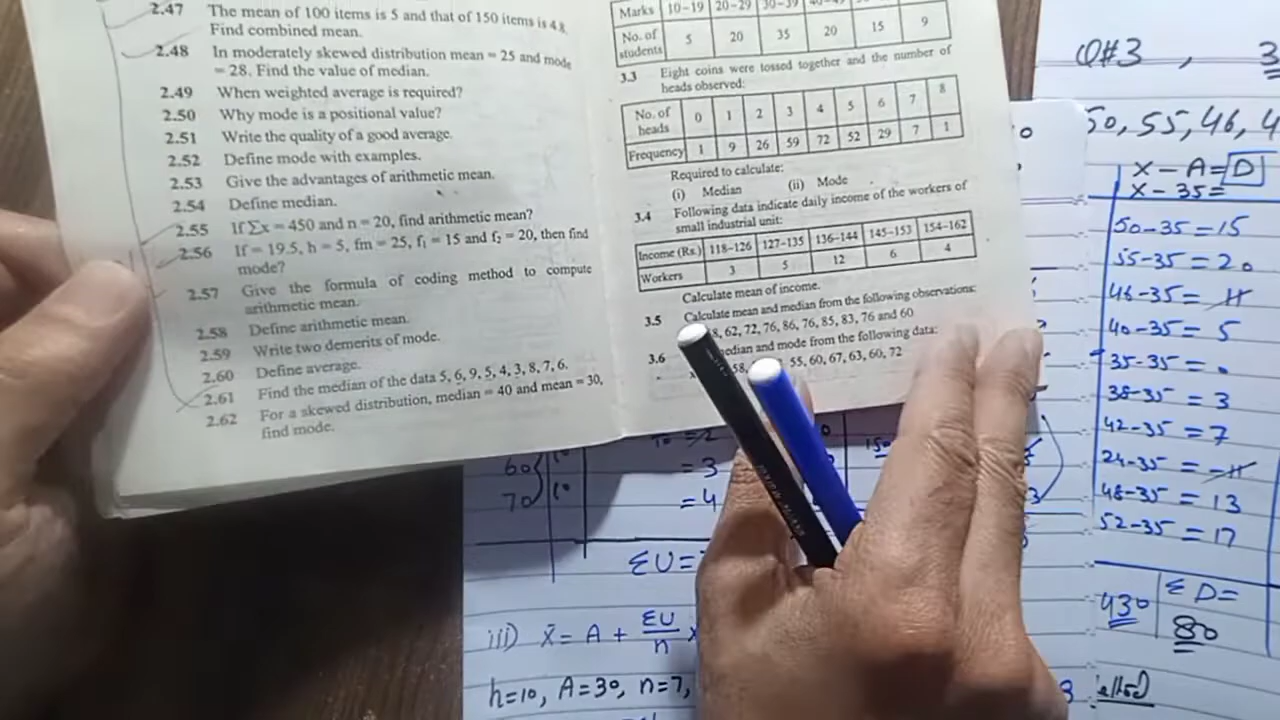 2.47 The mean of 100 items is 5 and that of 150 items is 4
Find combined mean.
2.48 In moderately skewed distribution mean = 25 and mode
= 28. Find the value of median.
2.49 When weighted average is required?
2.50 Why mode is a positional value?
2.51 Write the quality of a good average.
2.52 Define mode with examples.
2.53 Give the advantages of arithmetic mean.
2.54 Define median.
2.55 If Σx = 450 and n = 20, find arithmetic mean?
2.56 If = 19.5, h = 5, fm = 25, f₁ = 15 and f₂ = 20, then find
mode?
2.57 Give the formula of coding method to compute
arithmetic mean.
2.58 Define arithmetic mean.
2.59 Write two demerits of mode.
2.60 Define average.
2.61 Find the median of the data 5, 6, 9, 5, 4, 3, 8, 7, 6.
2.62 For a skewed distribution, median = 40 and mean = 30,
find mode.
Marks 10–19 20–29 30–39
No. of students 5 20 35 20 15 9
3.3 Eight coins were tossed together and the number of
heads observed:
No. of heads 0 1 2 3 4 5 6 7 8
Frequency 1 9 26 59 72 52 29 7 1
Required to calculate:
(i) Median (ii) Mode
3.4 Following data indicate daily income of the workers of
small industrial unit:
Income (Rs.) 118–126 127–135 136–144 145–153 154–162
Workers 3 5 12 6 4
Calculate mean of income.
3.5 Calculate mean and median from the following observations:
8, 62, 72, 76, 86, 76, 85, 83, 76 and 60
3.6 median and mode from the following data:
58, 55, 60, 67, 63, 60, 72
Q#3 , 3
50, 55, 46, 4
X – A = D
X – 35 =
50–35 = 15
55–35 = 20
46–35 = 11
40–35 = 5
35–35 = 0
38–35 = 3
42–35 = 7
24–35 = –11
48–35 = 13
52–35 = 17
430 ΣD =
80
60 10 = 3
70 10 = 4
ΣU =
iii) x̄ = A + ΣU/n ×
h=10, A=30, n=7,